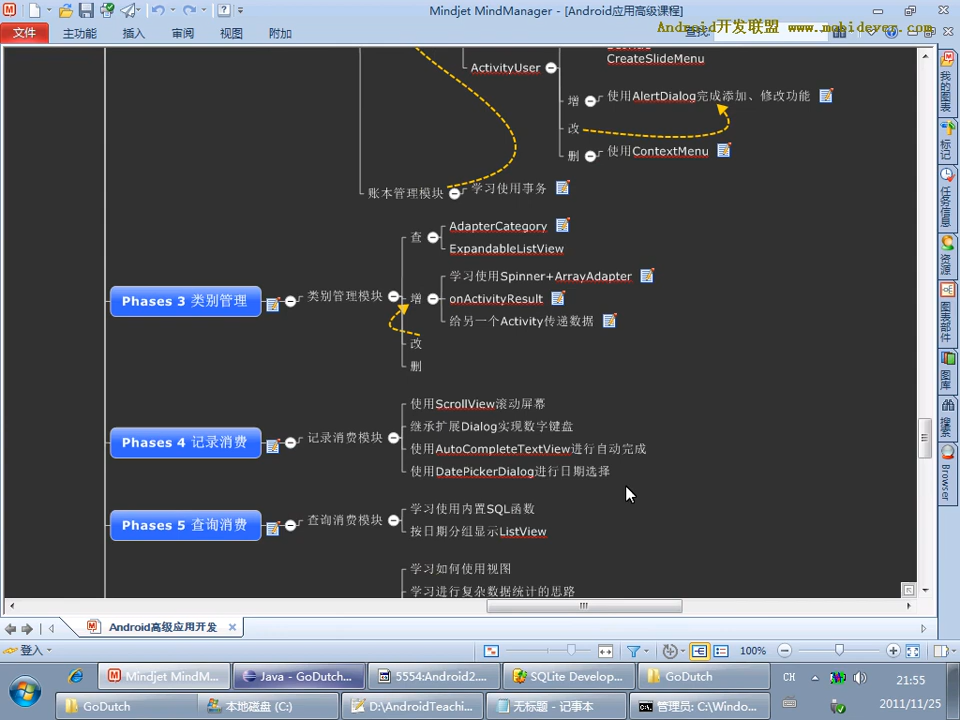 Mindjet MindManager - [Android应用高级课程]
Android开发联盟 www.mobidever.com
文件 主功能 插入 审阅 视图 附加
CreateSlideMenu
ActivityUser
增 使用AlertDialog完成添加、修改功能
改
删 使用ContextMenu
账本管理模块 学习使用事务
查 AdapterCategory
ExpandableListView
学习使用Spinner+ArrayAdapter
Phases 3 类别管理 类别管理模块 增 onActivityResult
给另一个Activity传递数据
改
删
使用ScrollView滚动屏幕
继承扩展Dialog实现数字键盘
Phases 4 记录消费 记录消费模块
使用AutoCompleteTextView进行自动完成
使用DatePickerDialog进行日期选择
学习使用内置SQL函数
Phases 5 查询消费 查询消费模块
按日期分组显示ListView
学习如何使用视图
学习进行复杂数据统计的思路
我的图表
标记
任务信息
资源
图表部件
图库
搜索
Browser
Android高级应用开发
登入
100%
Mindjet MindM... Java - GoDutch... 5554:Android2.... SQLite Develop... GoDutch CH
GoDutch 本地磁盘 (C:) D:\AndroidTeachi... 无标题 - 记事本 管理员: C:\Windo...
21:55
2011/11/25